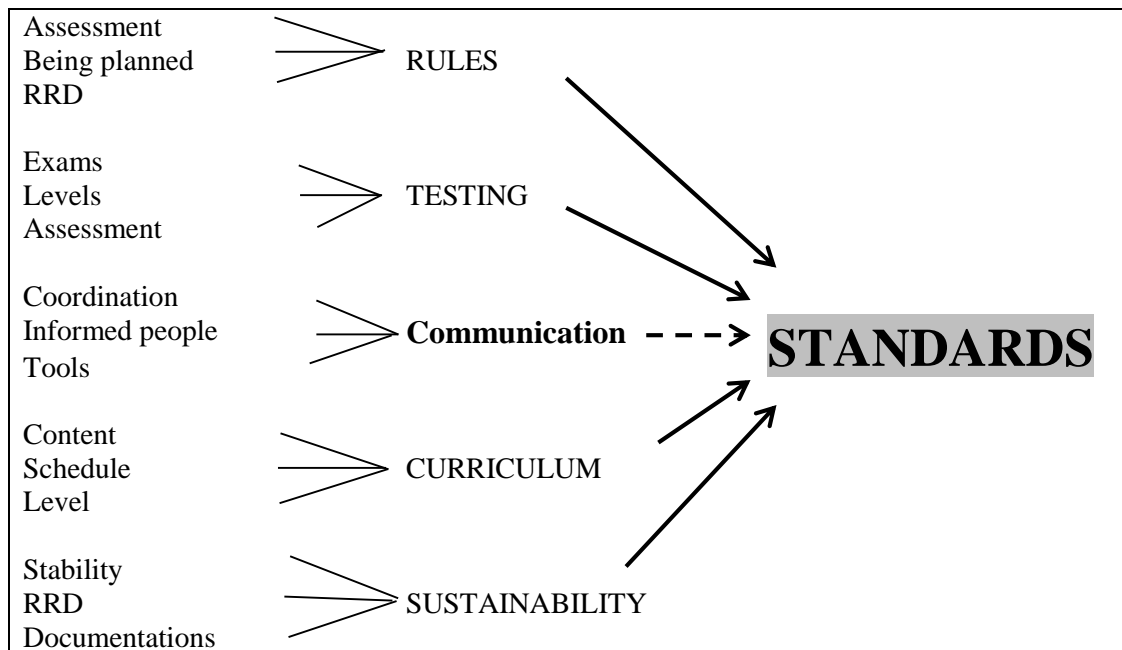 Assessment
Being planned
RRD
RULES
Exams
Levels
Assessment
TESTING
Coordination
Informed people
Tools
Communication
STANDARDS
Content
Schedule
Level
CURRICULUM
Stability
RRD
Documentations
SUSTAINABILITY